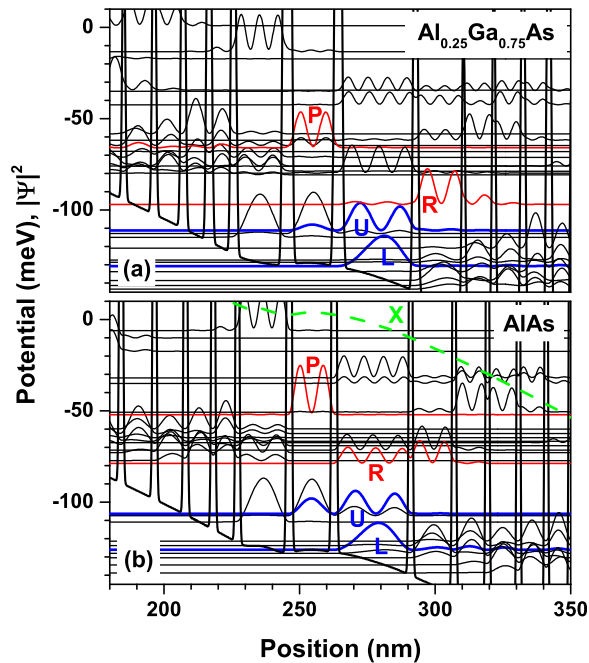 0
Al0.25Ga0.75As
-50
P
R
-100
U
L
(a)
Potential (meV), |Ψ|²
0
X
AlAs
P
-50
R
-100
U
L
(b)
200 250 300 350
Position (nm)